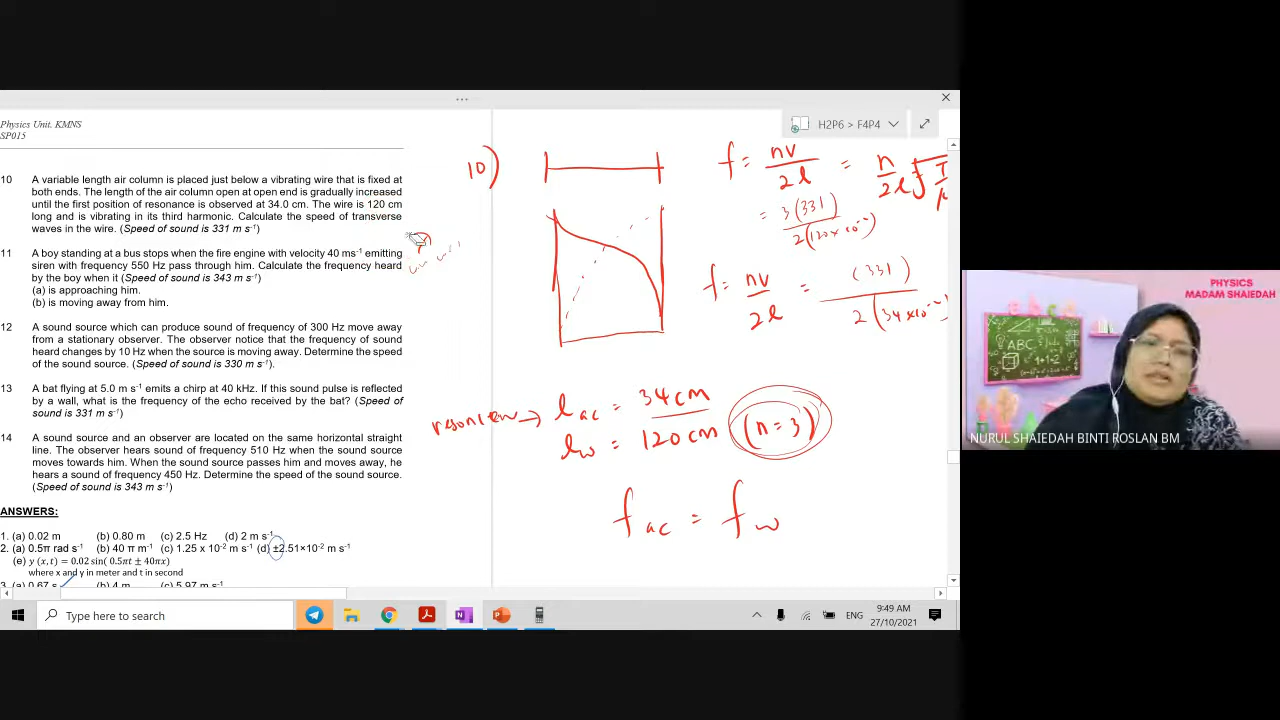 Physics Unit. KMNS
SP015
10 A variable length air column is placed just below a vibrating wire that is fixed at
both ends. The length of the air column open at open end is gradually increased
until the first position of resonance is observed at 34.0 cm. The wire is 120 cm
long and is vibrating in its third harmonic. Calculate the speed of transverse
waves in the wire. (Speed of sound is 331 m s⁻¹)
11 A boy standing at a bus stops when the fire engine with velocity 40 ms⁻¹ emitting
siren with frequency 550 Hz pass through him. Calculate the frequency heard
by the boy when it (Speed of sound is 343 m s⁻¹)
(a) is approaching him.
(b) is moving away from him.
12 A sound source which can produce sound of frequency of 300 Hz move away
from a stationary observer. The observer notice that the frequency of sound
heard changes by 10 Hz when the source is moving away. Determine the speed
of the sound source. (Speed of sound is 330 m s⁻¹).
13 A bat flying at 5.0 m s⁻¹ emits a chirp at 40 kHz. If this sound pulse is reflected
by a wall, what is the frequency of the echo received by the bat? (Speed of
sound is 331 m s⁻¹)
14 A sound source and an observer are located on the same horizontal straight
line. The observer hears sound of frequency 510 Hz when the sound source
moves towards him. When the sound source passes him and moves away, he
hears a sound of frequency 450 Hz. Determine the speed of the sound source.
(Speed of sound is 343 m s⁻¹)
ANSWERS:
1. (a) 0.02 m (b) 0.80 m (c) 2.5 Hz (d) 2 m s⁻¹
2. (a) 0.5π rad s⁻¹ (b) 40 π m⁻¹ (c) 1.25 x 10⁻² m s⁻¹ (d) ±2.51×10⁻² m s⁻¹
(e) y (x,t) = 0.02 sin( 0.5πt ± 40πx)
where x and y in meter and t in second
3. (a) 0.67 s (b) 4 m (c) 5.97 m s⁻¹
H2P6 > F4P4
10)
f = nv/2l = n/2l √T/μ
= 3(331)/2(120×10⁻²)
f = nv/2l = (331)/2(34×10⁻²)
l ac = 34 cm
l w = 120 cm (n = 3)
f ac = f w
PHYSICS
MADAM SHAIEDAH
ABC
NURUL SHAIEDAH BINTI ROSLAN BM
Type here to search
ENG
9:49 AM
27/10/2021